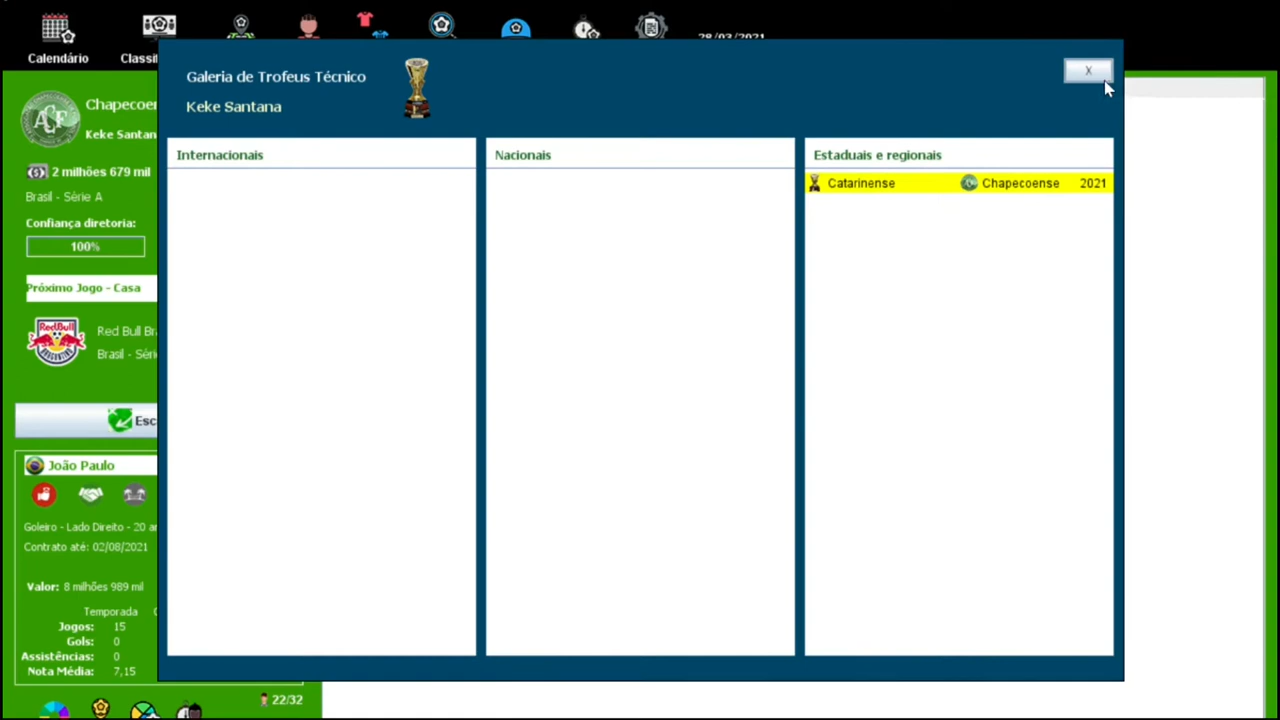 Calendário
Classi
28/03/2021
Galeria de Trofeus Técnico
Keke Santana
X
Internacionais
Nacionais
Estaduais e regionais
Catarinense Chapecoense 2021
ACF
Chapecoen
Keke Santan
2 milhões 679 mil
Brasil - Série A
Confiança diretoria:
100%
Próximo Jogo - Casa
RedBull
Red Bull Br
Brasil - Séri
Esc
João Paulo
Goleiro - Lado Direito - 20 an
Contrato até: 02/08/2021
Valor: 8 milhões 989 mil
Temporada
Jogos: 15
Gols: 0
Assistências: 0
Nota Média: 7,15
22/32